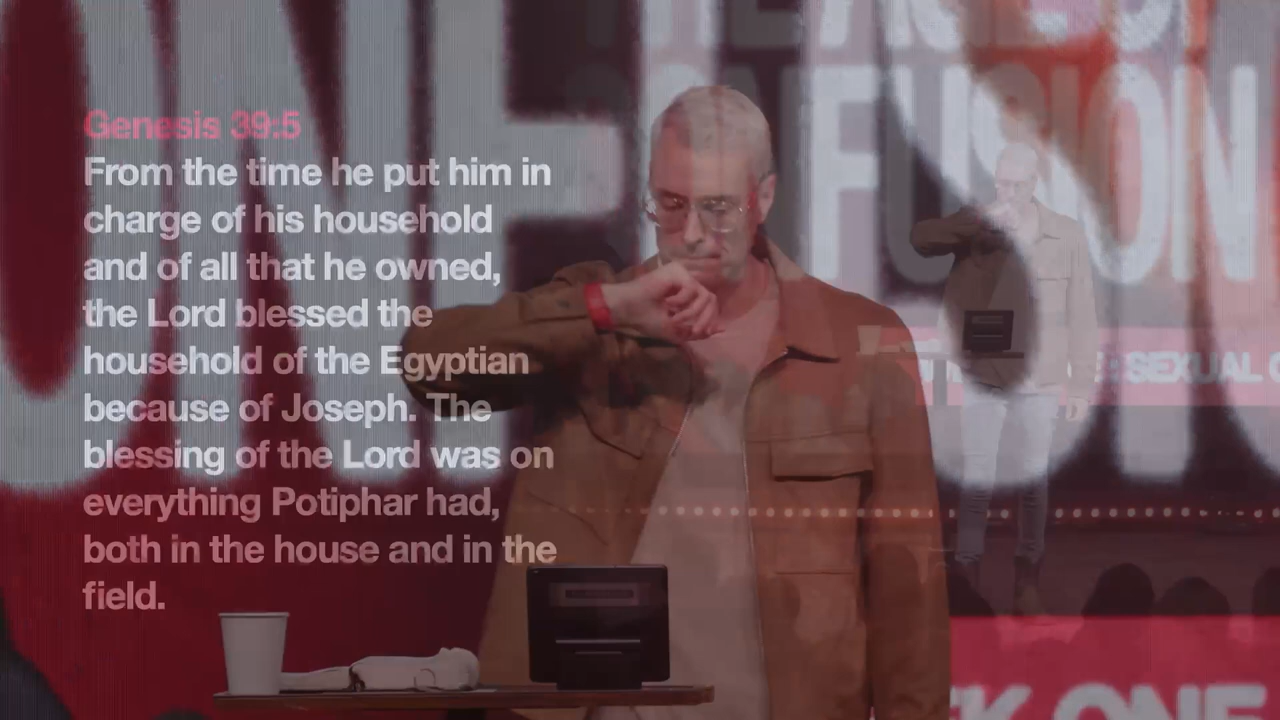 Genesis 39:5
From the time he put him in
charge of his household
and of all that he owned,
the Lord blessed the
household of the Egyptian
because of Joseph. The
blessing of the Lord was on
everything Potiphar had,
both in the house and in the
field.
ONE
FUSION
SEXUAL
ONE